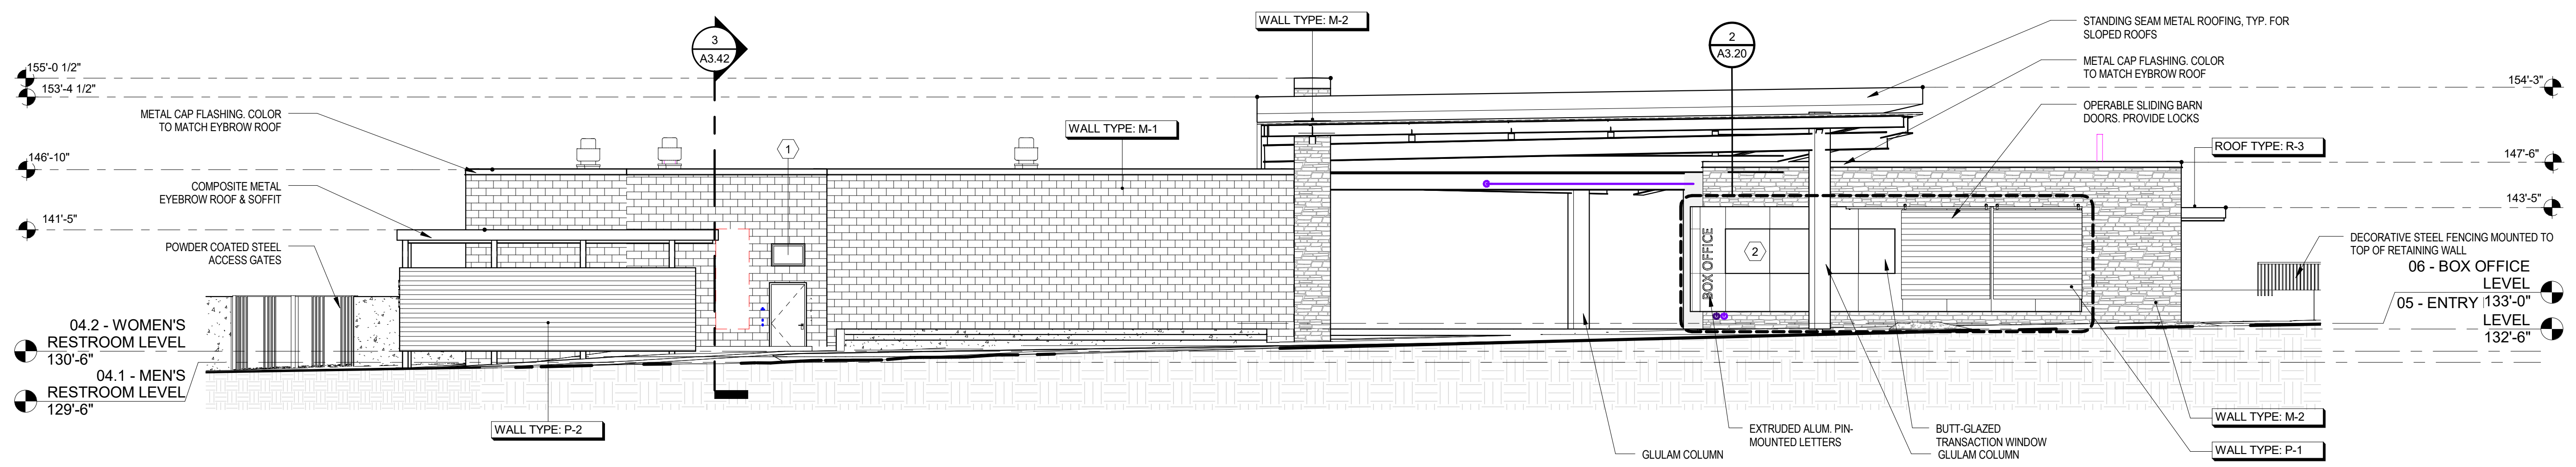 WALL TYPE: M-2
3
A3.42
2
A3.20
STANDING SEAM METAL ROOFING, TYP. FOR
SLOPED ROOFS
METAL CAP FLASHING. COLOR
TO MATCH EYBROW ROOF
OPERABLE SLIDING BARN
DOORS. PROVIDE LOCKS
155'-0 1/2"
153'-4 1/2"
154'-3"
METAL CAP FLASHING. COLOR
TO MATCH EYBROW ROOF
WALL TYPE: M-1
1
ROOF TYPE: R-3
146'-10"
147'-6"
COMPOSITE METAL
EYEBROW ROOF & SOFFIT
141'-5"
143'-5"
POWDER COATED STEEL
ACCESS GATES
BOX OFFICE
2
DECORATIVE STEEL FENCING MOUNTED TO
TOP OF RETAINING WALL
06 - BOX OFFICE
LEVEL
133'-0"
05 - ENTRY
LEVEL
132'-6"
04.2 - WOMEN'S
RESTROOM LEVEL
130'-6"
04.1 - MEN'S
RESTROOM LEVEL
129'-6"
WALL TYPE: P-2
EXTRUDED ALUM. PIN-
MOUNTED LETTERS
BUTT-GLAZED
TRANSACTION WINDOW
GLULAM COLUMN
GLULAM COLUMN
WALL TYPE: M-2
WALL TYPE: P-1